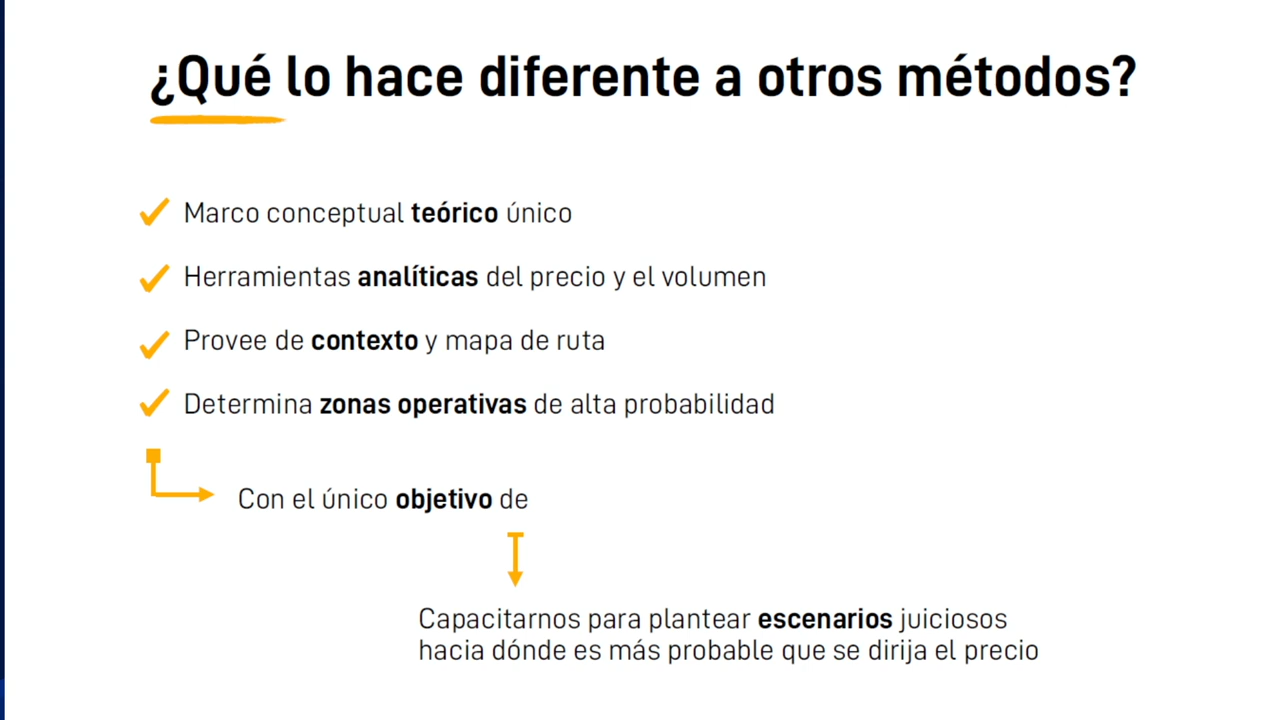 ¿Qué lo hace diferente a otros métodos?
Marco conceptual teórico único
Herramientas analíticas del precio y el volumen
Provee de contexto y mapa de ruta
Determina zonas operativas de alta probabilidad
Con el único objetivo de
Capacitarnos para plantear escenarios juiciosos
hacia dónde es más probable que se dirija el precio